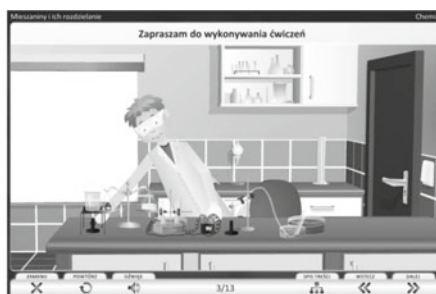 Mieszaniny i ich rozdzielanie
Chemia
Zapraszam do wykonywania ćwiczeń
ZAMKNIJ
POWTÓRZ
DŹWIĘK
3/13
SPIS TREŚCI
WSTECZ
DALEJ